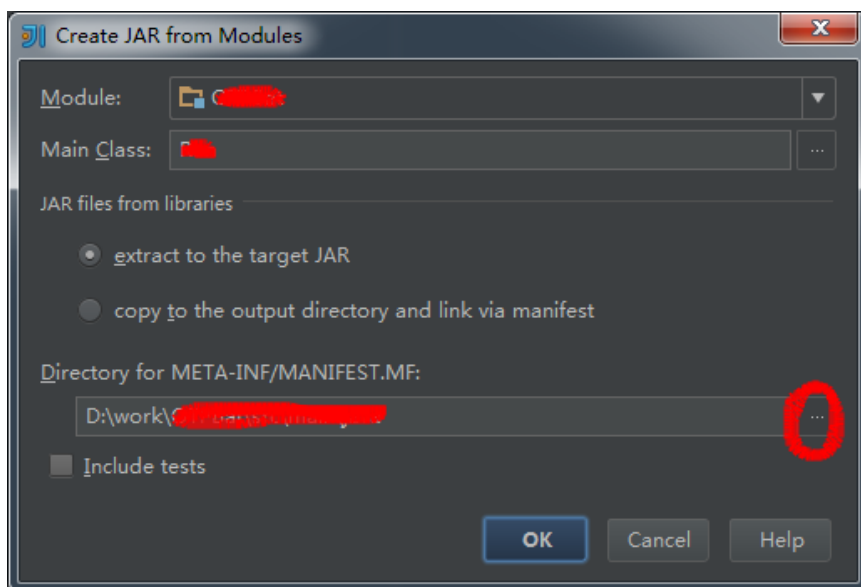 Create JAR from Modules
Module:
Main Class:
...
JAR files from libraries
extract to the target JAR
copy to the output directory and link via manifest
Directory for META-INF/MANIFEST.MF:
D:\work\
...
Include tests
OK Cancel Help